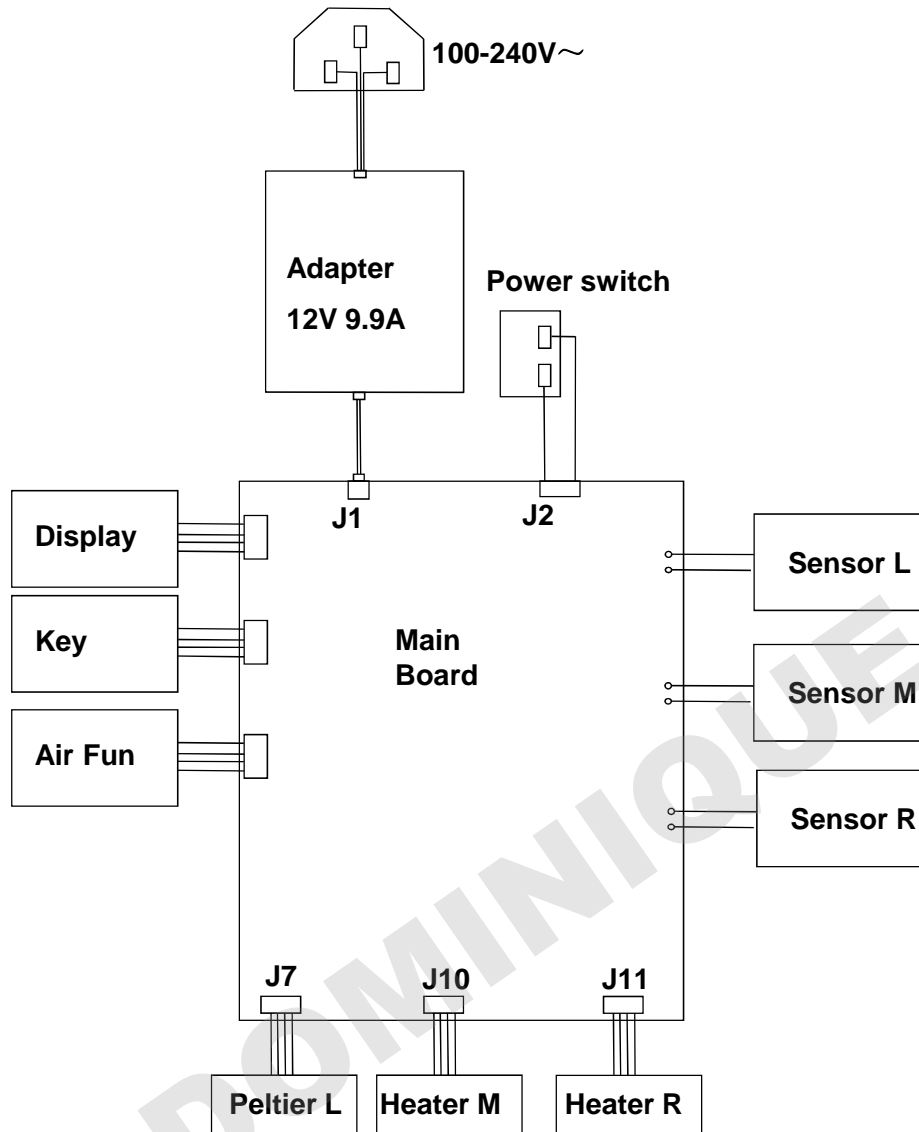 100-240V～
Adapter
12V 9.9A
Power switch
J1
J2
Display
Key
Air Fun
Main
Board
Sensor L
Sensor M
Sensor R
J7
J10
J11
Peltier L
Heater M
Heater R
DOMINIQUE